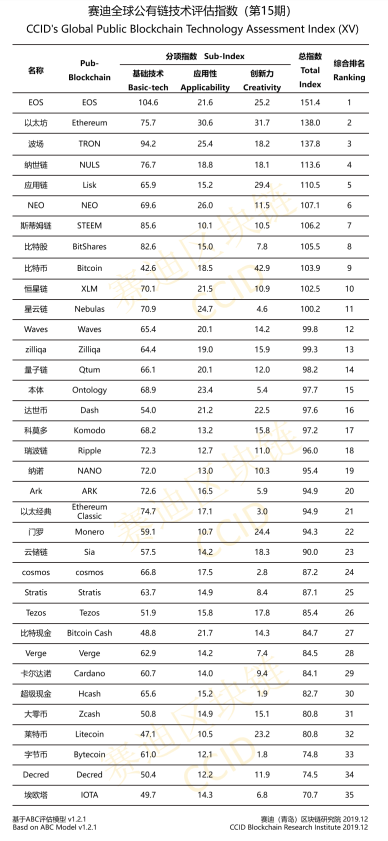 赛迪全球公有链技术评估指数（第15期）
CCID's Global Public Blockchain Technology Assessment Index (XV)
名称 Pub-Blockchain 分项指数 Sub-Index 总指数 Total Index 综合排名 Ranking
基础技术 Basic-tech 应用性 Applicability 创新力 Creativity
EOS EOS 104.6 21.6 25.2 151.4 1
以太坊 Ethereum 75.7 30.6 31.7 138.0 2
波场 TRON 94.2 25.4 18.2 137.8 3
纳世链 NULS 76.7 18.8 18.1 113.6 4
应用链 Lisk 65.9 15.2 29.4 110.5 5
NEO NEO 69.6 26.0 11.5 107.1 6
斯蒂姆链 STEEM 85.6 10.1 10.5 106.2 7
比特股 BitShares 82.6 15.0 7.8 105.5 8
比特币 Bitcoin 42.6 18.5 42.9 103.9 9
恒星链 XLM 70.1 21.5 10.9 102.5 10
星云链 Nebulas 70.9 24.7 4.6 100.2 11
Waves Waves 65.4 20.1 14.2 99.8 12
zilliqa Zilliqa 64.4 19.0 15.9 99.3 13
量子链 Qtum 66.1 20.1 12.0 98.2 14
本体 Ontology 68.9 23.4 5.4 97.7 15
达世币 Dash 54.0 21.2 22.5 97.6 16
科莫多 Komodo 68.2 13.2 15.8 97.2 17
瑞波链 Ripple 72.3 12.7 11.0 96.0 18
纳诺 NANO 72.0 13.0 10.3 95.4 19
Ark ARK 72.6 16.5 5.9 94.9 20
以太经典 Ethereum Classic 74.7 17.1 3.0 94.9 21
门罗 Monero 59.1 10.7 24.4 94.3 22
云储链 Sia 57.5 14.2 18.3 90.0 23
cosmos cosmos 66.8 17.5 2.8 87.2 24
Stratis Stratis 63.7 14.9 8.4 87.1 25
Tezos Tezos 51.9 15.8 17.8 85.4 26
比特现金 Bitcoin Cash 48.8 21.7 14.3 84.7 27
Verge Verge 62.9 14.2 7.4 84.5 28
卡尔达诺 Cardano 60.7 14.0 9.4 84.1 29
超级现金 Hcash 65.6 15.2 1.9 82.7 30
大零币 Zcash 50.8 14.9 15.1 80.8 31
莱特币 Litecoin 47.1 10.5 23.2 80.8 32
字节币 Bytecoin 61.0 12.1 1.8 74.8 33
Decred Decred 50.4 12.2 11.9 74.5 34
埃欧塔 IOTA 49.7 14.3 6.8 70.7 35
基于ABC评估模型 v1.2.1 赛迪（青岛）区块链研究院 2019.12
Basd on ABC Model v1.2.1 CCID Blockchain Research Institute 2019.12
赛迪区块链
CCID
赛迪区块链
CCID
赛迪区块链
CCID